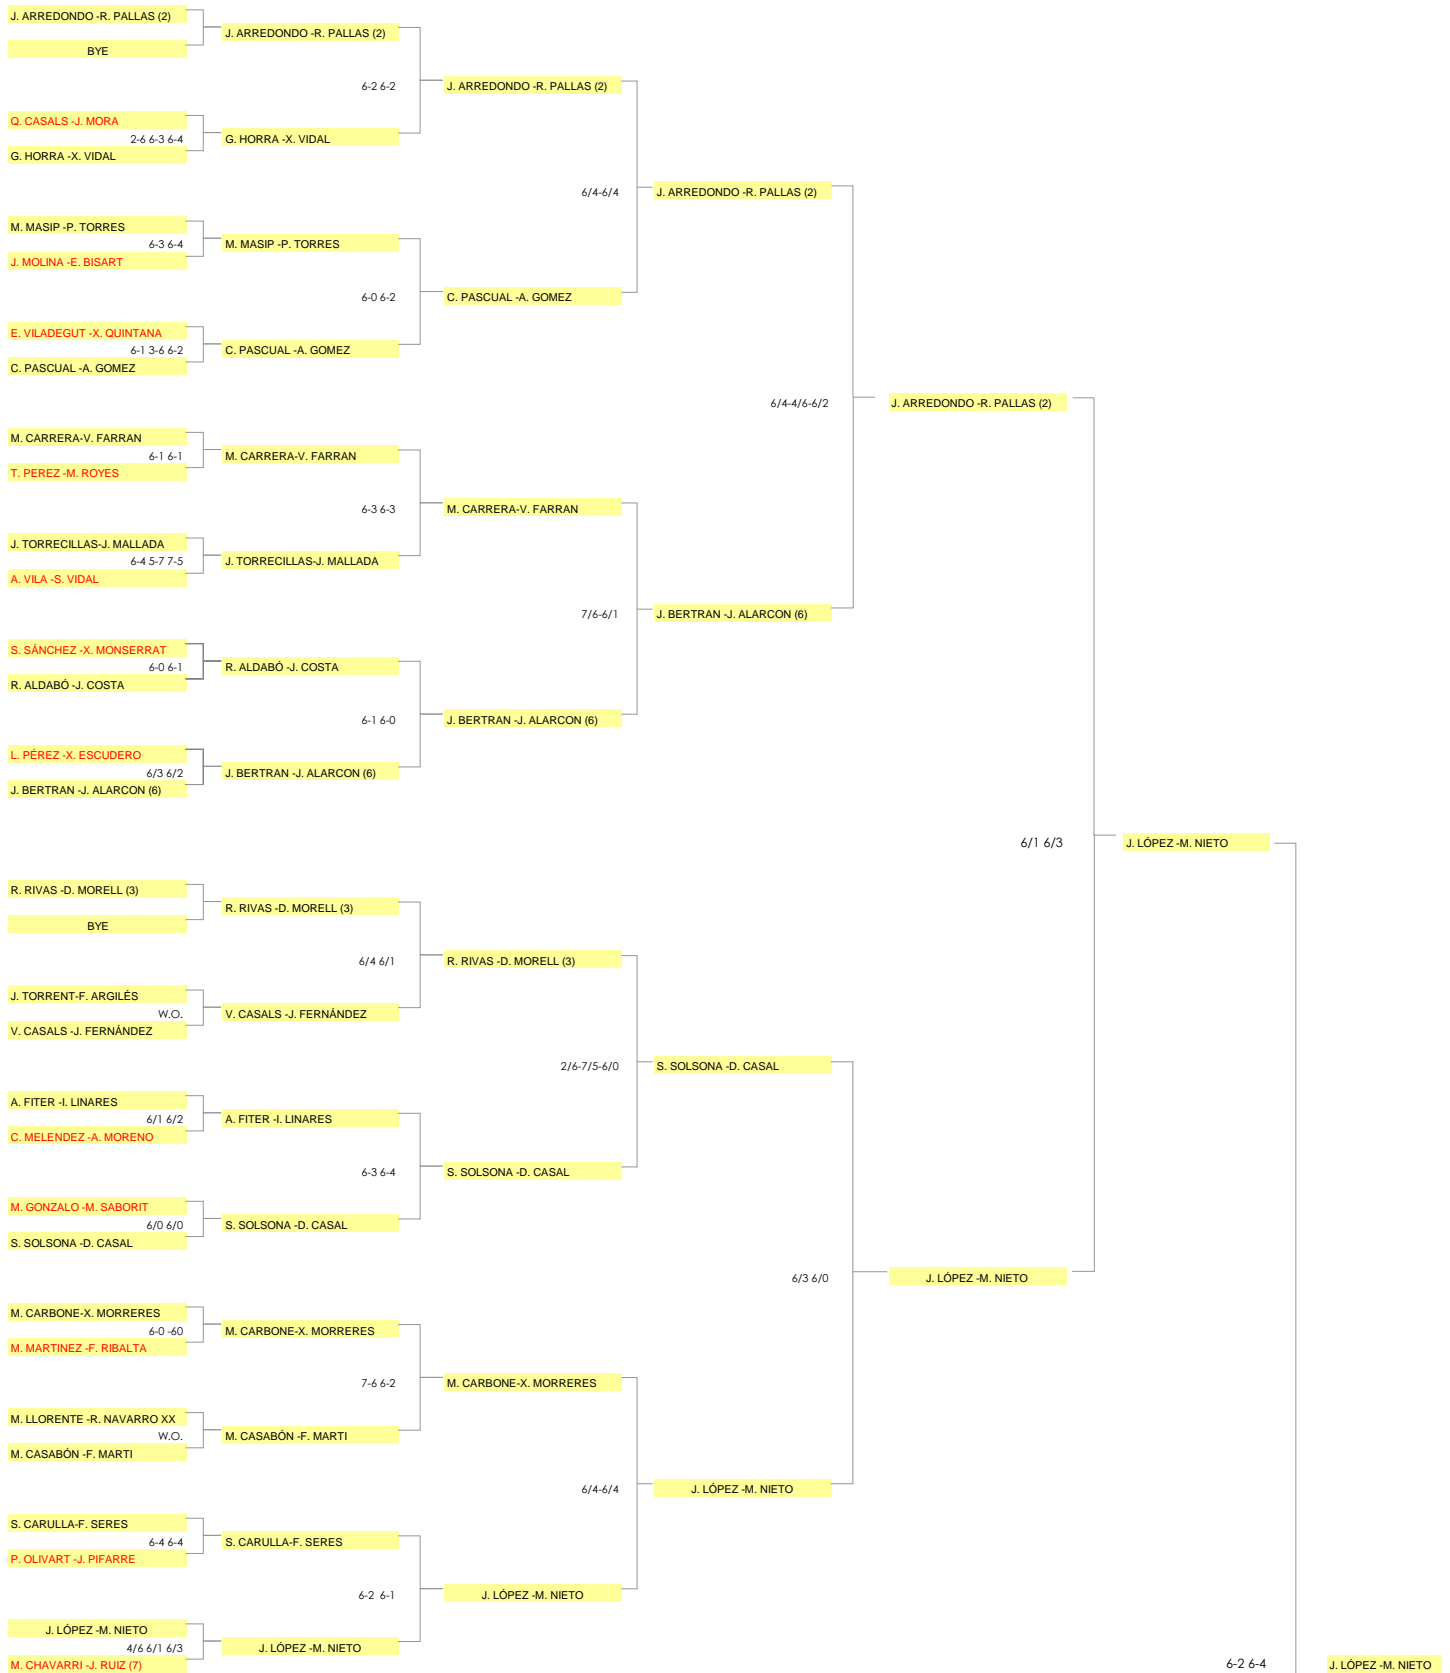 J. ARREDONDO -R. PALLAS (2)
J. ARREDONDO -R. PALLAS (2)
BYE
6-2 6-2
J. ARREDONDO -R. PALLAS (2)
Q. CASALS -J. MORA
2-6 6-3 6-4
G. HORRA -X. VIDAL
G. HORRA -X. VIDAL
6/4-6/4
J. ARREDONDO -R. PALLAS (2)
M. MASIP -P. TORRES
6-3 6-4
M. MASIP -P. TORRES
J. MOLINA -E. BISART
6-0 6-2
C. PASCUAL -A. GOMEZ
E. VILADEGUT -X. QUINTANA
6-1 3-6 6-2
C. PASCUAL -A. GOMEZ
C. PASCUAL -A. GOMEZ
6/4-4/6-6/2
J. ARREDONDO -R. PALLAS (2)
M. CARRERA-V. FARRAN
6-1 6-1
M. CARRERA-V. FARRAN
T. PEREZ -M. ROYES
6-3 6-3
M. CARRERA-V. FARRAN
J. TORRECILLAS-J. MALLADA
6-4 5-7 7-5
J. TORRECILLAS-J. MALLADA
A. VILA -S. VIDAL
7/6-6/1
J. BERTRAN -J. ALARCON (6)
S. SÁNCHEZ -X. MONSERRAT
6-0 6-1
R. ALDABÓ -J. COSTA
R. ALDABÓ -J. COSTA
6-1 6-0
J. BERTRAN -J. ALARCON (6)
L. PÉREZ -X. ESCUDERO
6/3 6/2
J. BERTRAN -J. ALARCON (6)
J. BERTRAN -J. ALARCON (6)
6/1 6/3
J. LÓPEZ -M. NIETO
R. RIVAS -D. MORELL (3)
R. RIVAS -D. MORELL (3)
BYE
6/4 6/1
R. RIVAS -D. MORELL (3)
J. TORRENT-F. ARGILÉS
W.O.
V. CASALS -J. FERNÁNDEZ
V. CASALS -J. FERNÁNDEZ
2/6-7/5-6/0
S. SOLSONA -D. CASAL
A. FITER -I. LINARES
6/1 6/2
A. FITER -I. LINARES
C. MELENDEZ -A. MORENO
6-3 6-4
S. SOLSONA -D. CASAL
M. GONZALO -M. SABORIT
6/0 6/0
S. SOLSONA -D. CASAL
S. SOLSONA -D. CASAL
6/3 6/0
J. LÓPEZ -M. NIETO
M. CARBONE-X. MORRERES
6-0 -60
M. CARBONE-X. MORRERES
M. MARTINEZ -F. RIBALTA
7-6 6-2
M. CARBONE-X. MORRERES
M. LLORENTE -R. NAVARRO XX
W.O.
M. CASABÓN -F. MARTI
M. CASABÓN -F. MARTI
6/4-6/4
J. LÓPEZ -M. NIETO
S. CARULLA-F. SERES
6-4 6-4
S. CARULLA-F. SERES
P. OLIVART -J. PIFARRE
6-2 6-1
J. LÓPEZ -M. NIETO
J. LÓPEZ -M. NIETO
4/6 6/1 6/3
J. LÓPEZ -M. NIETO
M. CHAVARRI -J. RUIZ (7)
6-2 6-4
J. LÓPEZ -M. NIETO